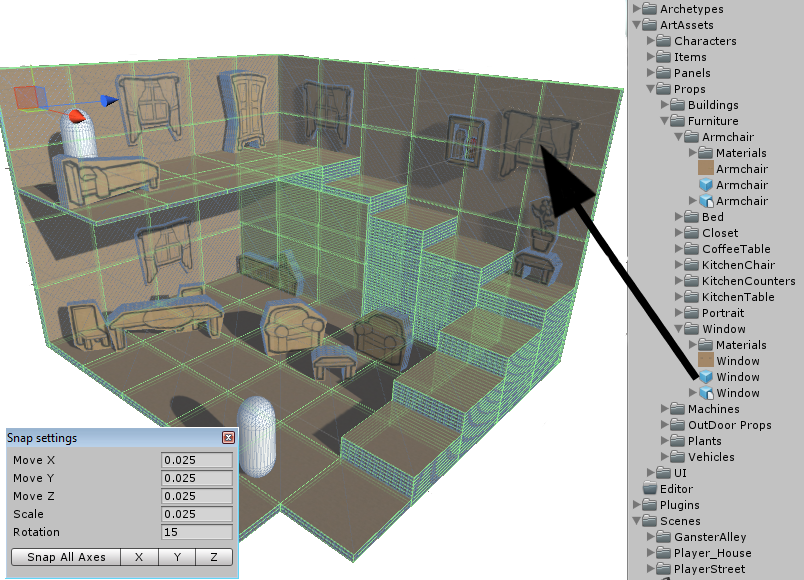 Archetypes
ArtAssets
Characters
Items
Panels
Props
Buildings
Furniture
Armchair
Materials
Armchair
Armchair
Armchair
Bed
Closet
CoffeeTable
KitchenChair
KitchenCounters
KitchenTable
Portrait
Window
Materials
Window
Window
Window
Machines
OutDoor Props
Plants
Vehicles
UI
Editor
Plugins
Scenes
GansterAlley
Player_House
PlayerStreet
Snap settings
Move X 0.025
Move Y 0.025
Move Z 0.025
Scale 0.025
Rotation 15
Snap All Axes X Y Z